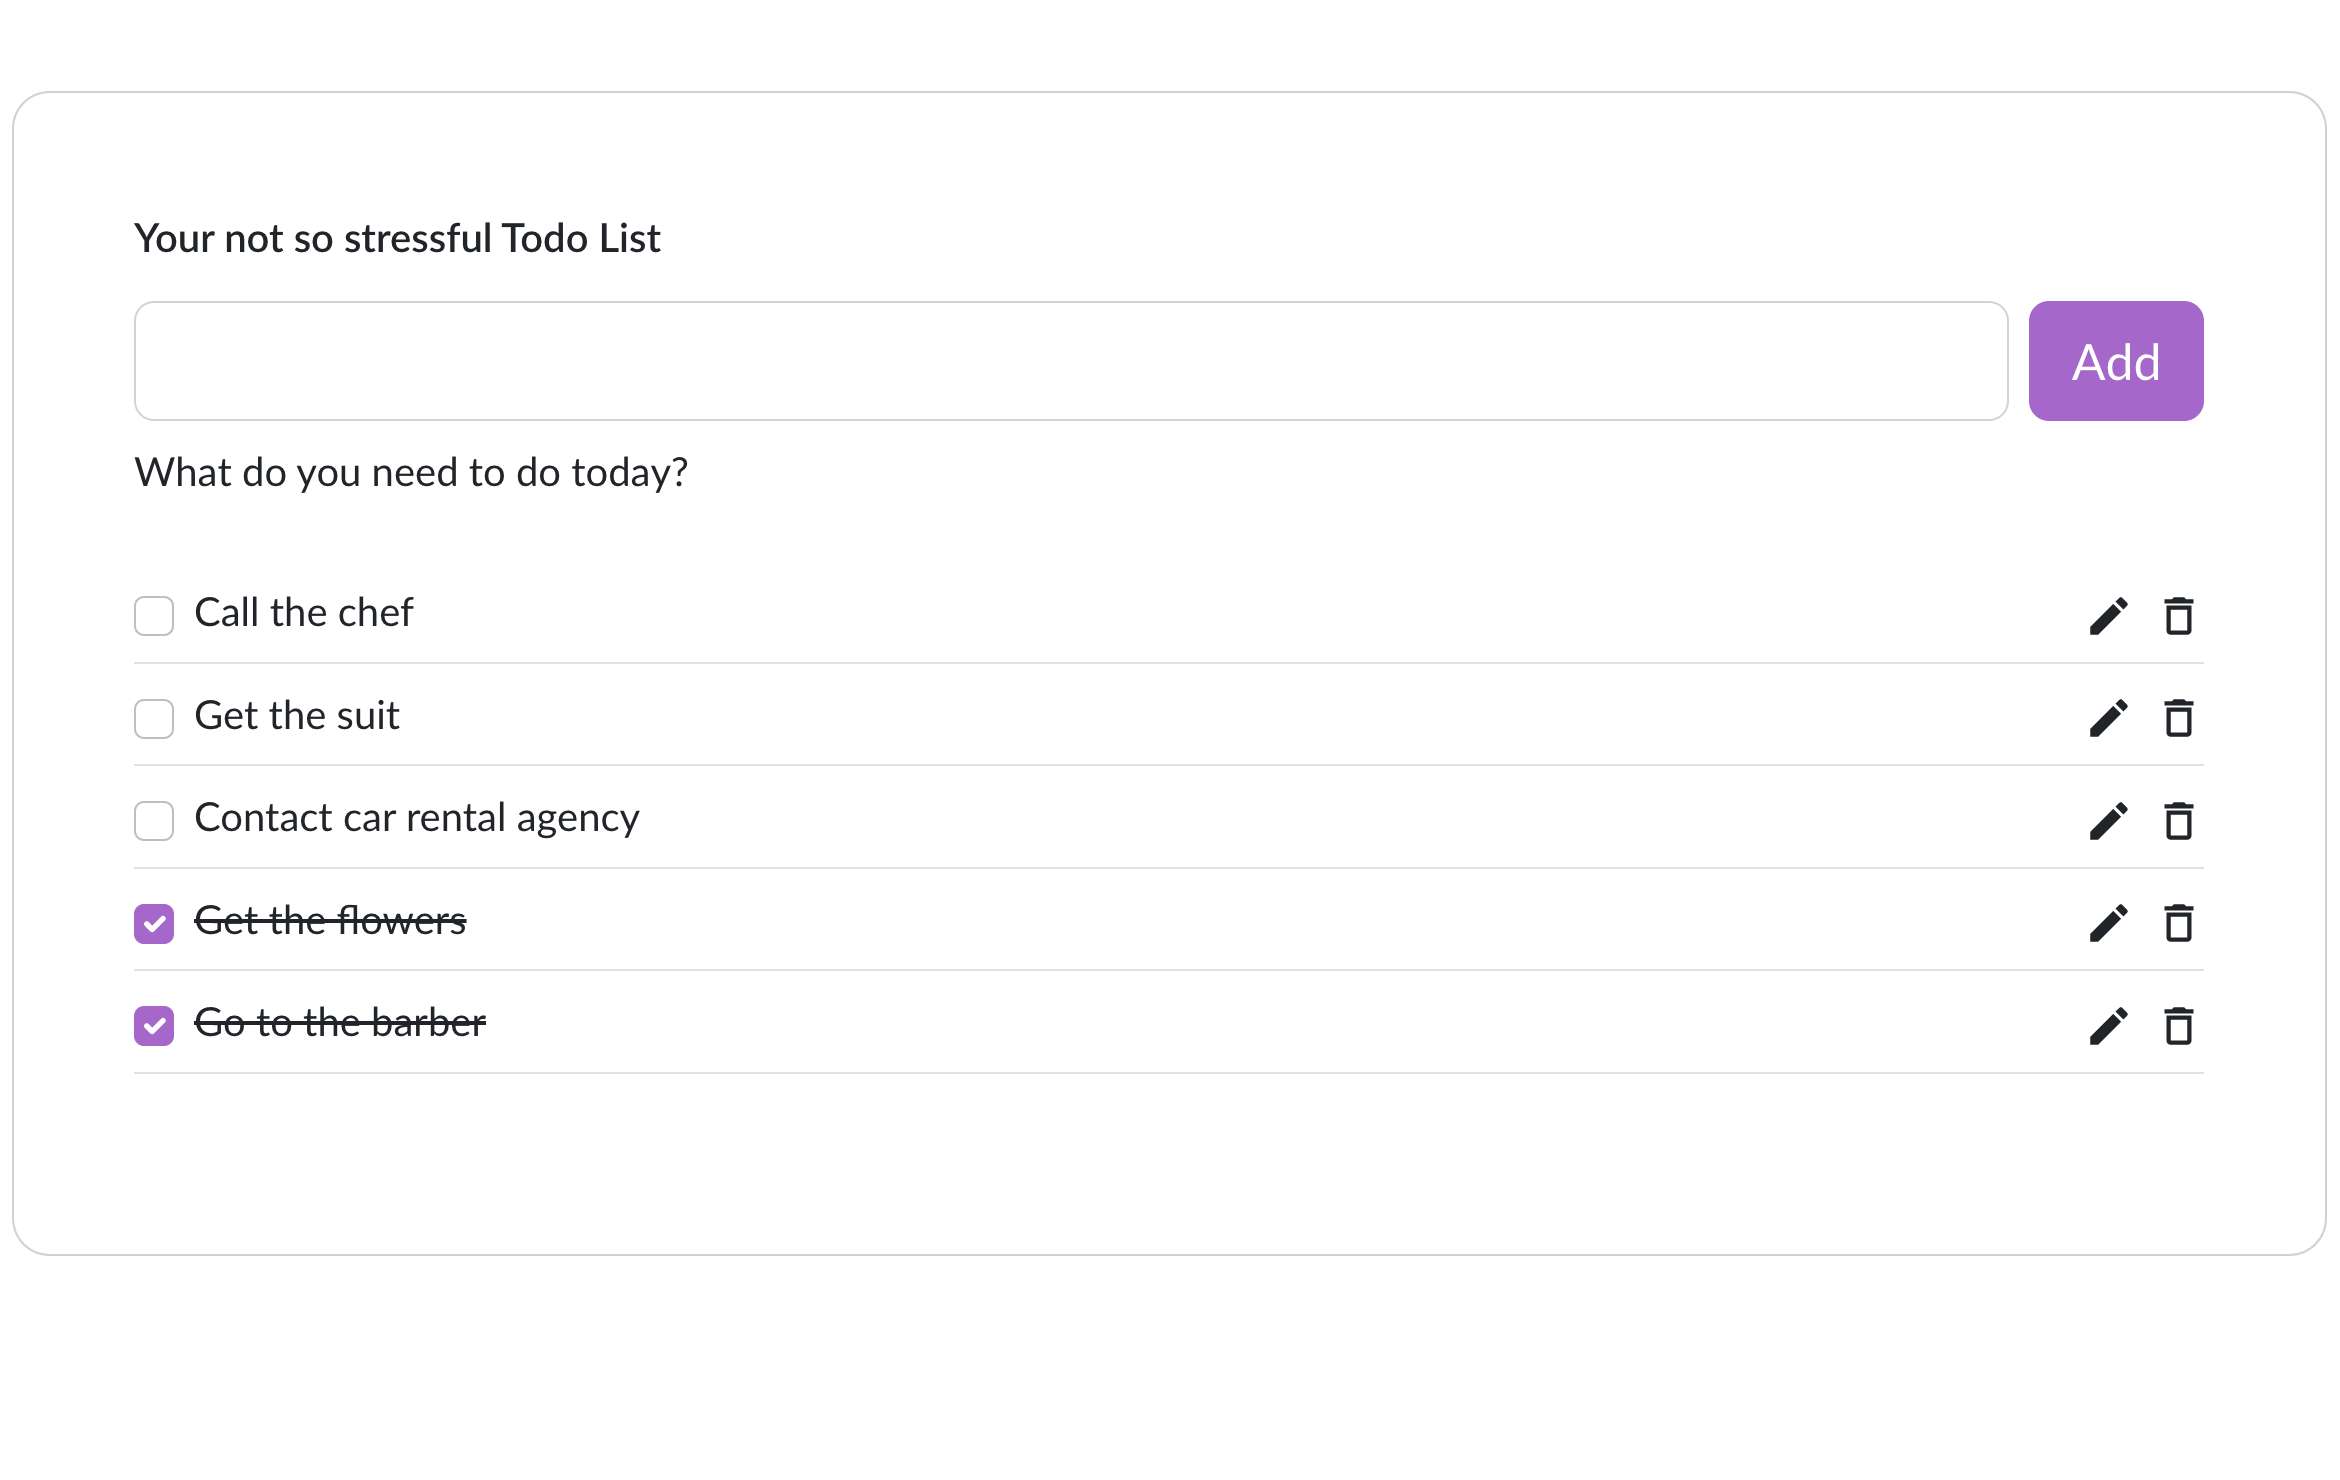 Your not so stressful Todo List
Add
What do you need to do today?
Call the chef
Get the suit
Contact car rental agency
Get the flowers
Go to the barber